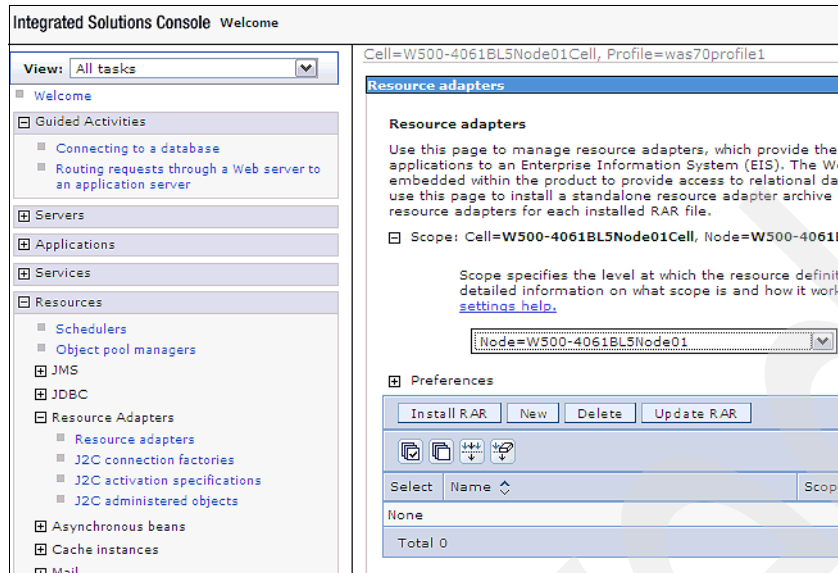 Integrated Solutions Console Welcome
View: All tasks
Welcome
Guided Activities
Connecting to a database
Routing requests through a Web server to
an application server
Servers
Applications
Services
Resources
Schedulers
Object pool managers
JMS
JDBC
Resource Adapters
Resource adapters
J2C connection factories
J2C activation specifications
J2C administered objects
Asynchronous beans
Cache instances
Mail
Cell=W500-4061BL5Node01Cell, Profile=was70profile1
Resource adapters
Resource adapters
Use this page to manage resource adapters, which provide the
applications to an Enterprise Information System (EIS). The
embedded within the product to provide access to relational
use this page to install a standalone resource adapter archive
resource adapters for each installed RAR file.
Scope: Cell=W500-4061BL5Node01Cell, Node=W500-4061
Scope specifies the level at which the resource
detailed information on what scope is and how it
settings help.
Node=W500-4061BL5Node01
Preferences
Install RAR New Delete Update RAR
Select Name Scop
None
Total 0